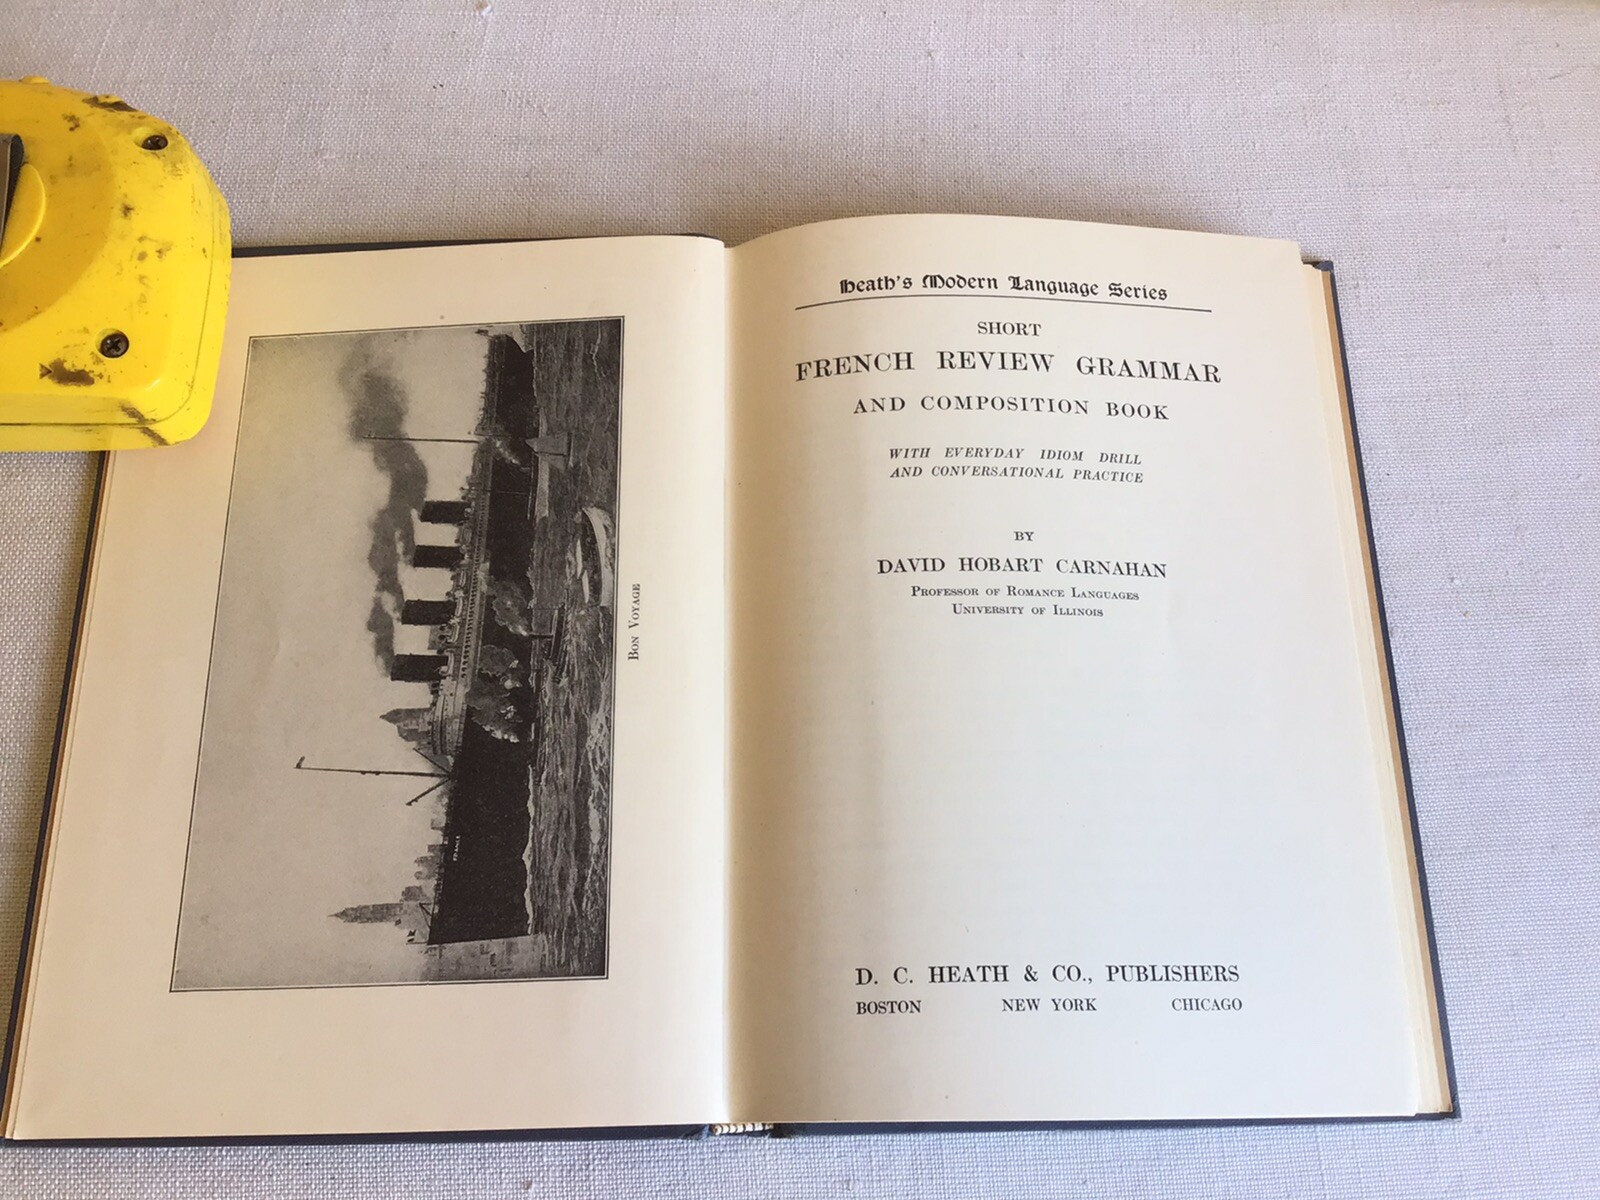 BON VOYAGE
FRANCE
Heath's Modern Language Series
SHORT
FRENCH REVIEW GRAMMAR
AND COMPOSITION BOOK
WITH EVERYDAY IDIOM DRILL
AND CONVERSATIONAL PRACTICE
BY
DAVID HOBART CARNAHAN
PROFESSOR OF ROMANCE LANGUAGES
UNIVERSITY OF ILLINOIS
D. C. HEATH & CO., PUBLISHERS
BOSTON NEW YORK CHICAGO